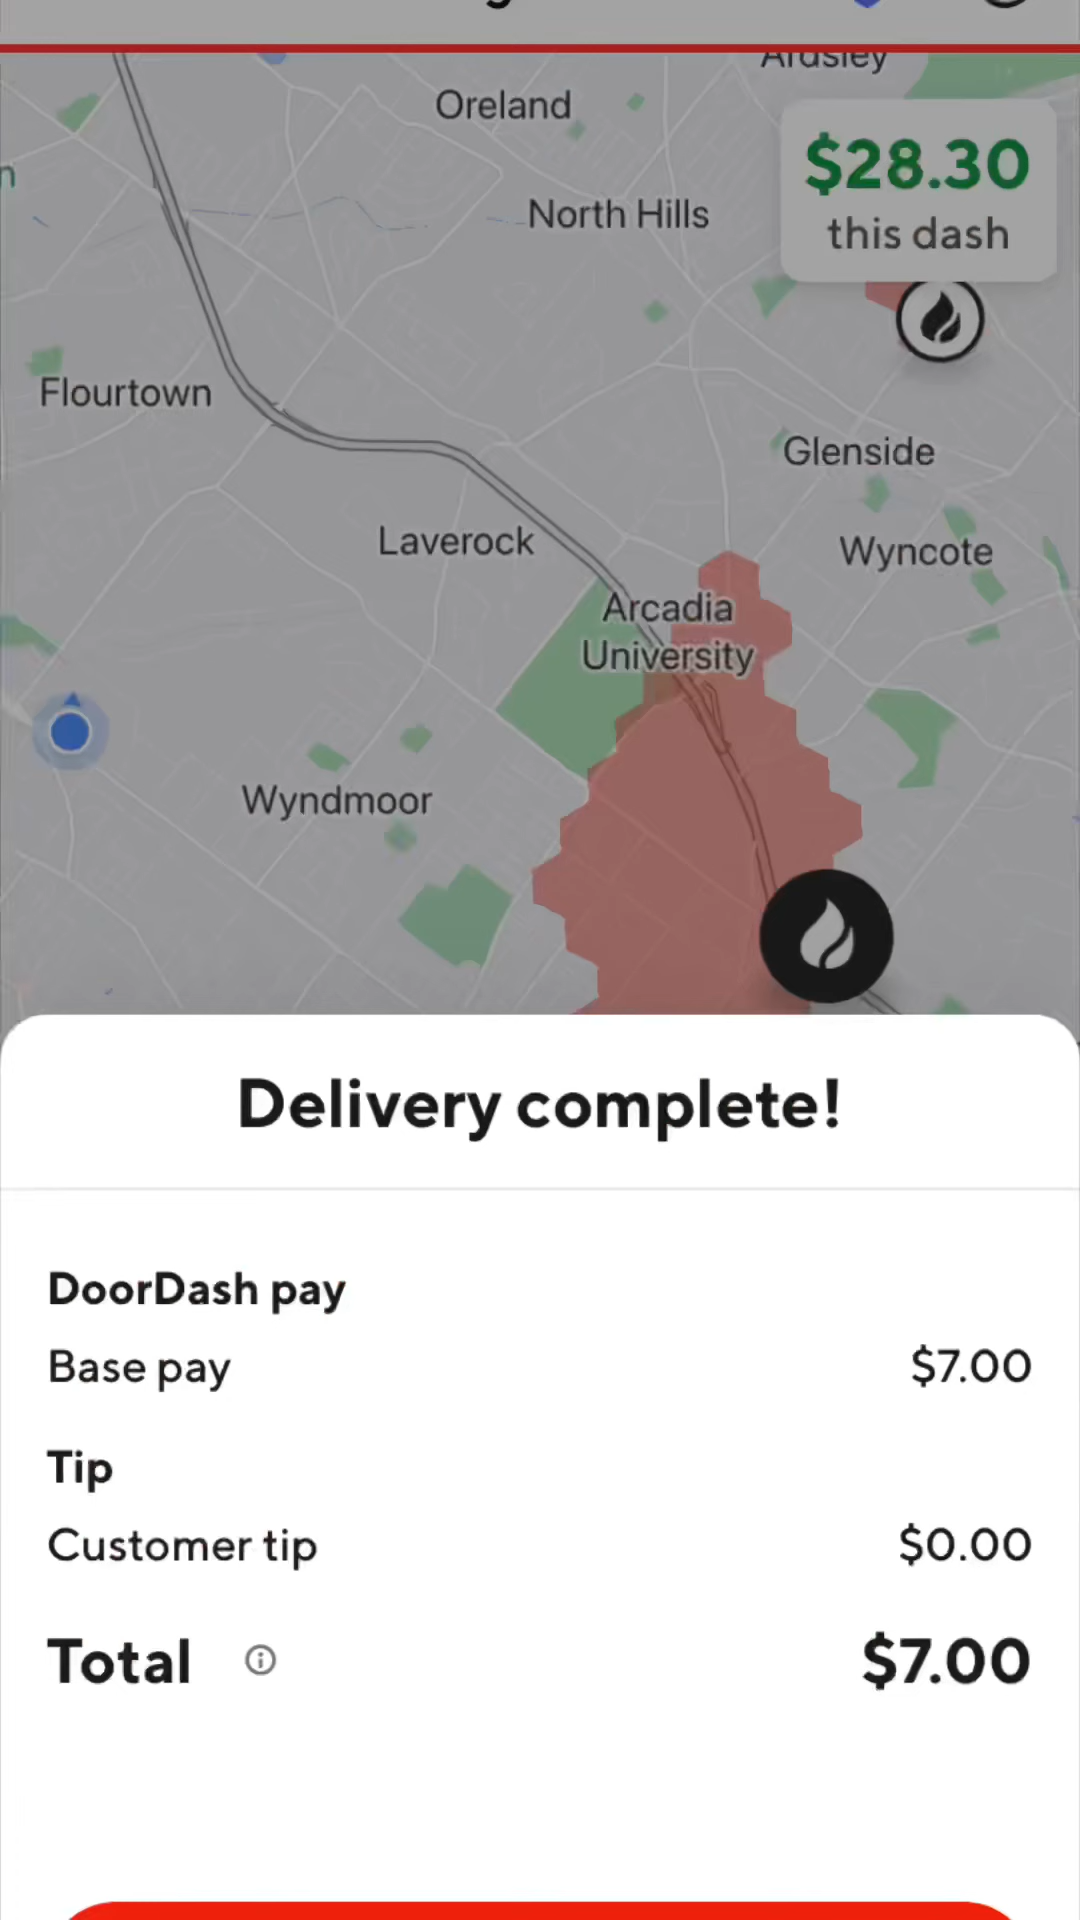 Ardsley
Oreland
$28.30
this dash
North Hills
Flourtown
Glenside
Laverock
Wyncote
Arcadia
University
Wyndmoor
Delivery complete!
DoorDash pay
Base pay $7.00
Tip
Customer tip $0.00
Total $7.00